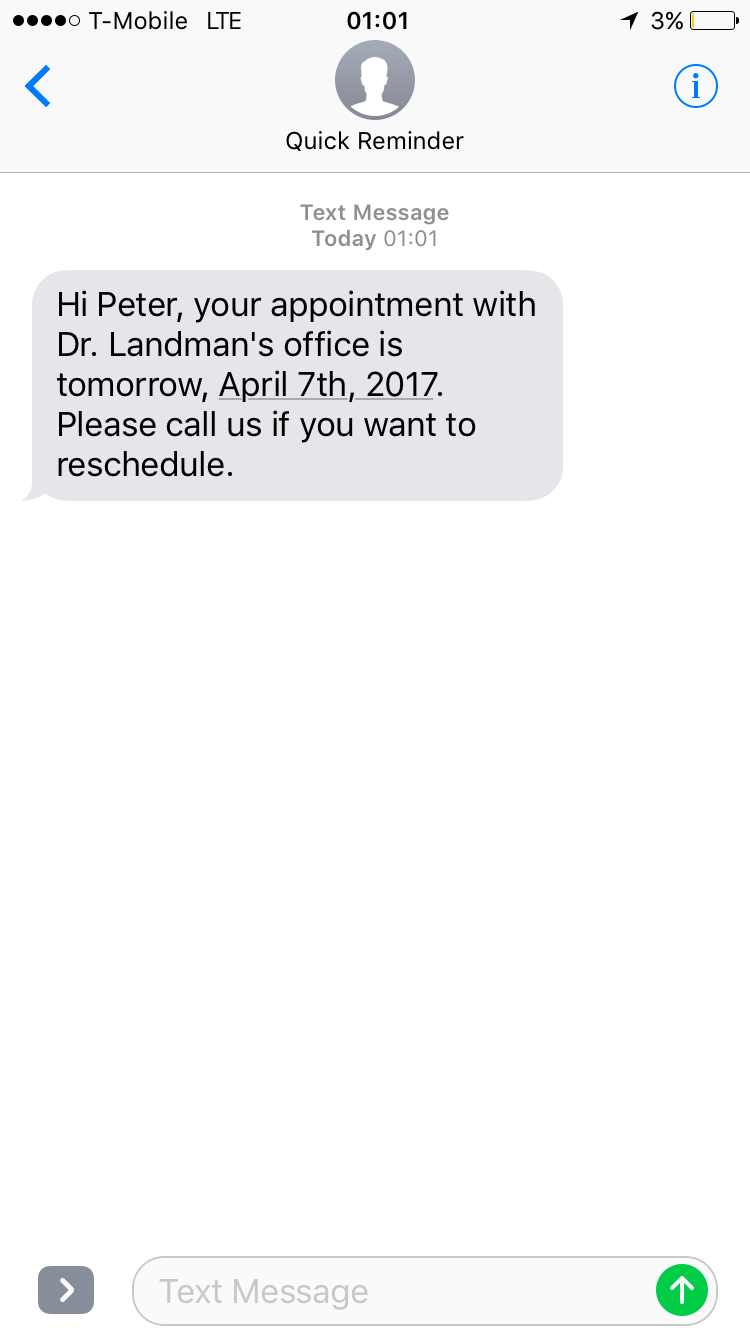 T-Mobile LTE 01:01 3%
Quick Reminder
Text Message
Today 01:01
Hi Peter, your appointment with
Dr. Landman's office is
tomorrow, April 7th, 2017.
Please call us if you want to
reschedule.
Text Message